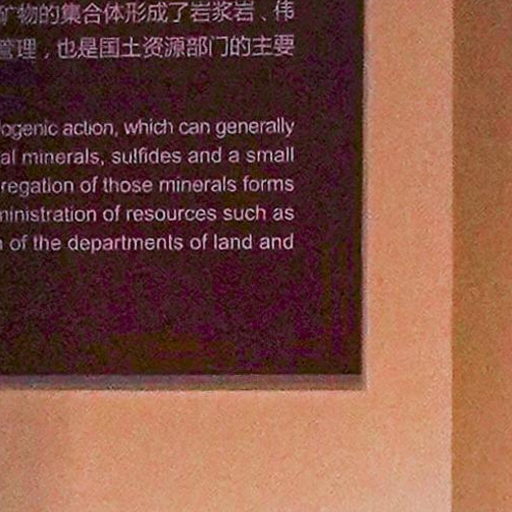 矿物的集合体形成了岩浆岩、伟
管理，也是国土资源部门的主要
ogenic action, which can generally
al minerals, sulfides and a small
regation of those minerals forms
ministration of resources such as
n of the departments of land and